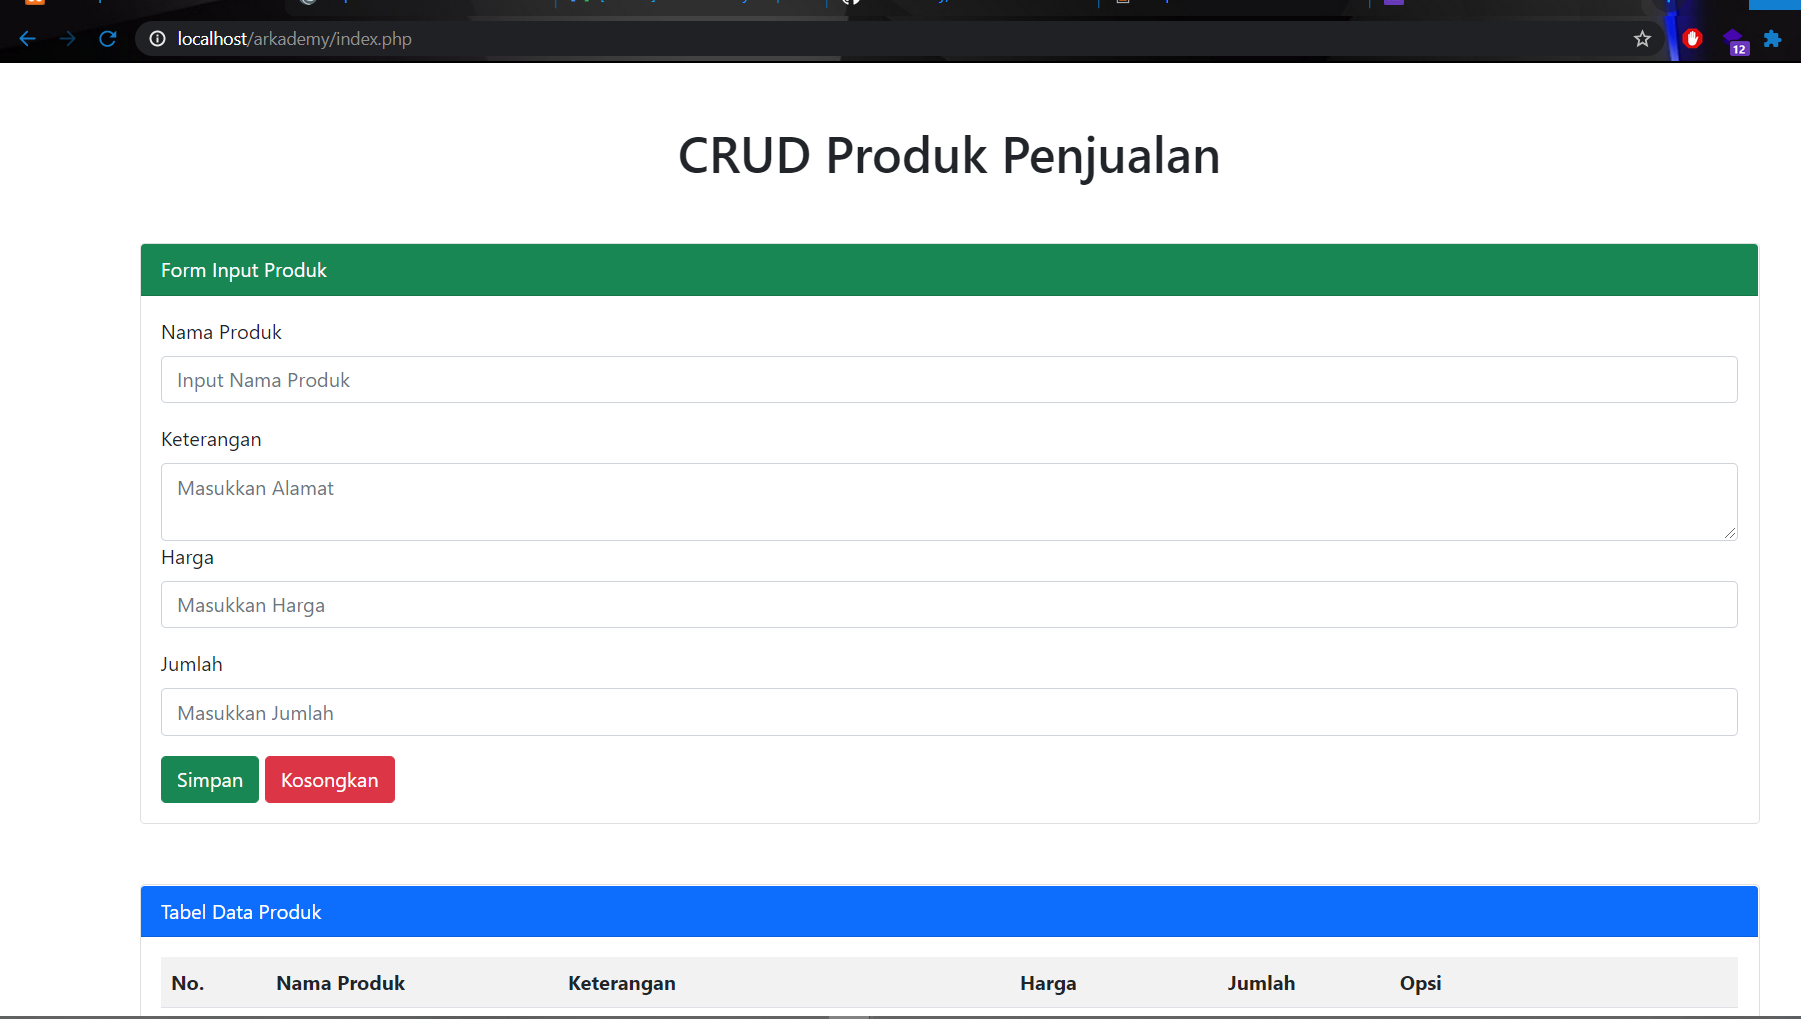 localhost/arkademy/index.php
12
CRUD Produk Penjualan
Form Input Produk
Nama Produk
Input Nama Produk
Keterangan
Masukkan Alamat
Harga
Masukkan Harga
Jumlah
Masukkan Jumlah
Simpan Kosongkan
Tabel Data Produk
No. Nama Produk Keterangan Harga Jumlah Opsi